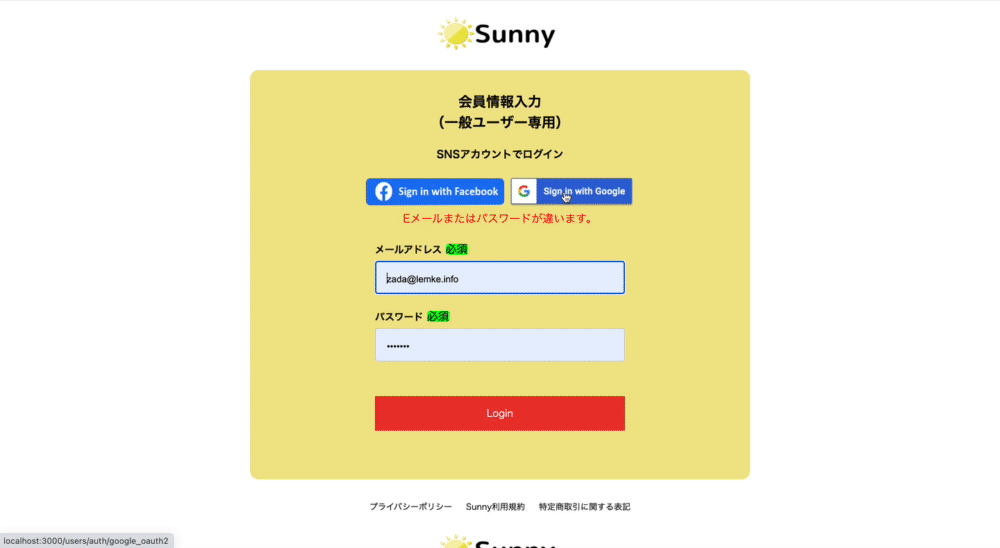 Sunny
会員情報入力
（一般ユーザー専用）
SNSアカウントでログイン
Sign in with Facebook
Sign in with Google
Eメールまたはパスワードが違います。
メールアドレス 必須
zada@lemke.info
パスワード 必須
•••••••
Login
プライバシーポリシー Sunny利用規約 特定商取引に関する表記
Sunny
localhost:3000/users/auth/google_oauth2